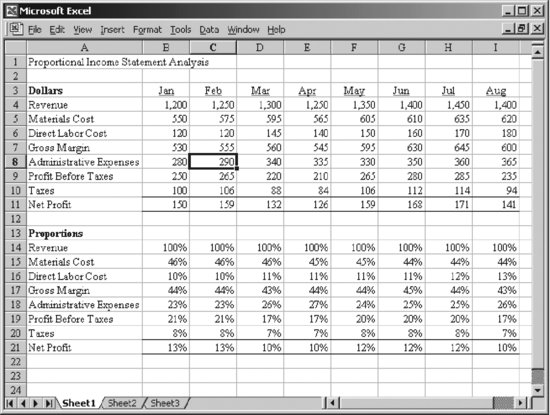 Microsoft Excel
File Edit View Insert Format Tools Data Window Help
A B C D E F G H I
1 Proportional Income Statement Analysis
2
3 Dollars Jan Feb Mar Apr May Jun Jul Aug
4 Revenue 1,200 1,250 1,300 1,250 1,350 1,400 1,450 1,400
5 Materials Cost 550 575 595 565 605 610 635 620
6 Direct Labor Cost 120 120 145 140 150 160 170 180
7 Gross Margin 530 555 560 545 595 630 645 600
8 Administrative Expenses 280 290 340 335 330 350 360 365
9 Profit Before Taxes 250 265 220 210 265 280 285 235
10 Taxes 100 106 88 84 106 112 114 94
11 Net Profit 150 159 132 126 159 168 171 141
12
13 Proportions
14 Revenue 100% 100% 100% 100% 100% 100% 100% 100%
15 Materials Cost 46% 46% 46% 45% 45% 44% 44% 44%
16 Direct Labor Cost 10% 10% 11% 11% 11% 11% 12% 13%
17 Gross Margin 44% 44% 43% 44% 44% 45% 44% 43%
18 Administrative Expenses 23% 23% 26% 27% 24% 25% 25% 26%
19 Profit Before Taxes 21% 21% 17% 17% 20% 20% 20% 17%
20 Taxes 8% 8% 7% 7% 8% 8% 8% 7%
21 Net Profit 13% 13% 10% 10% 12% 12% 12% 10%
22
23
24
Sheet1 Sheet2 Sheet3